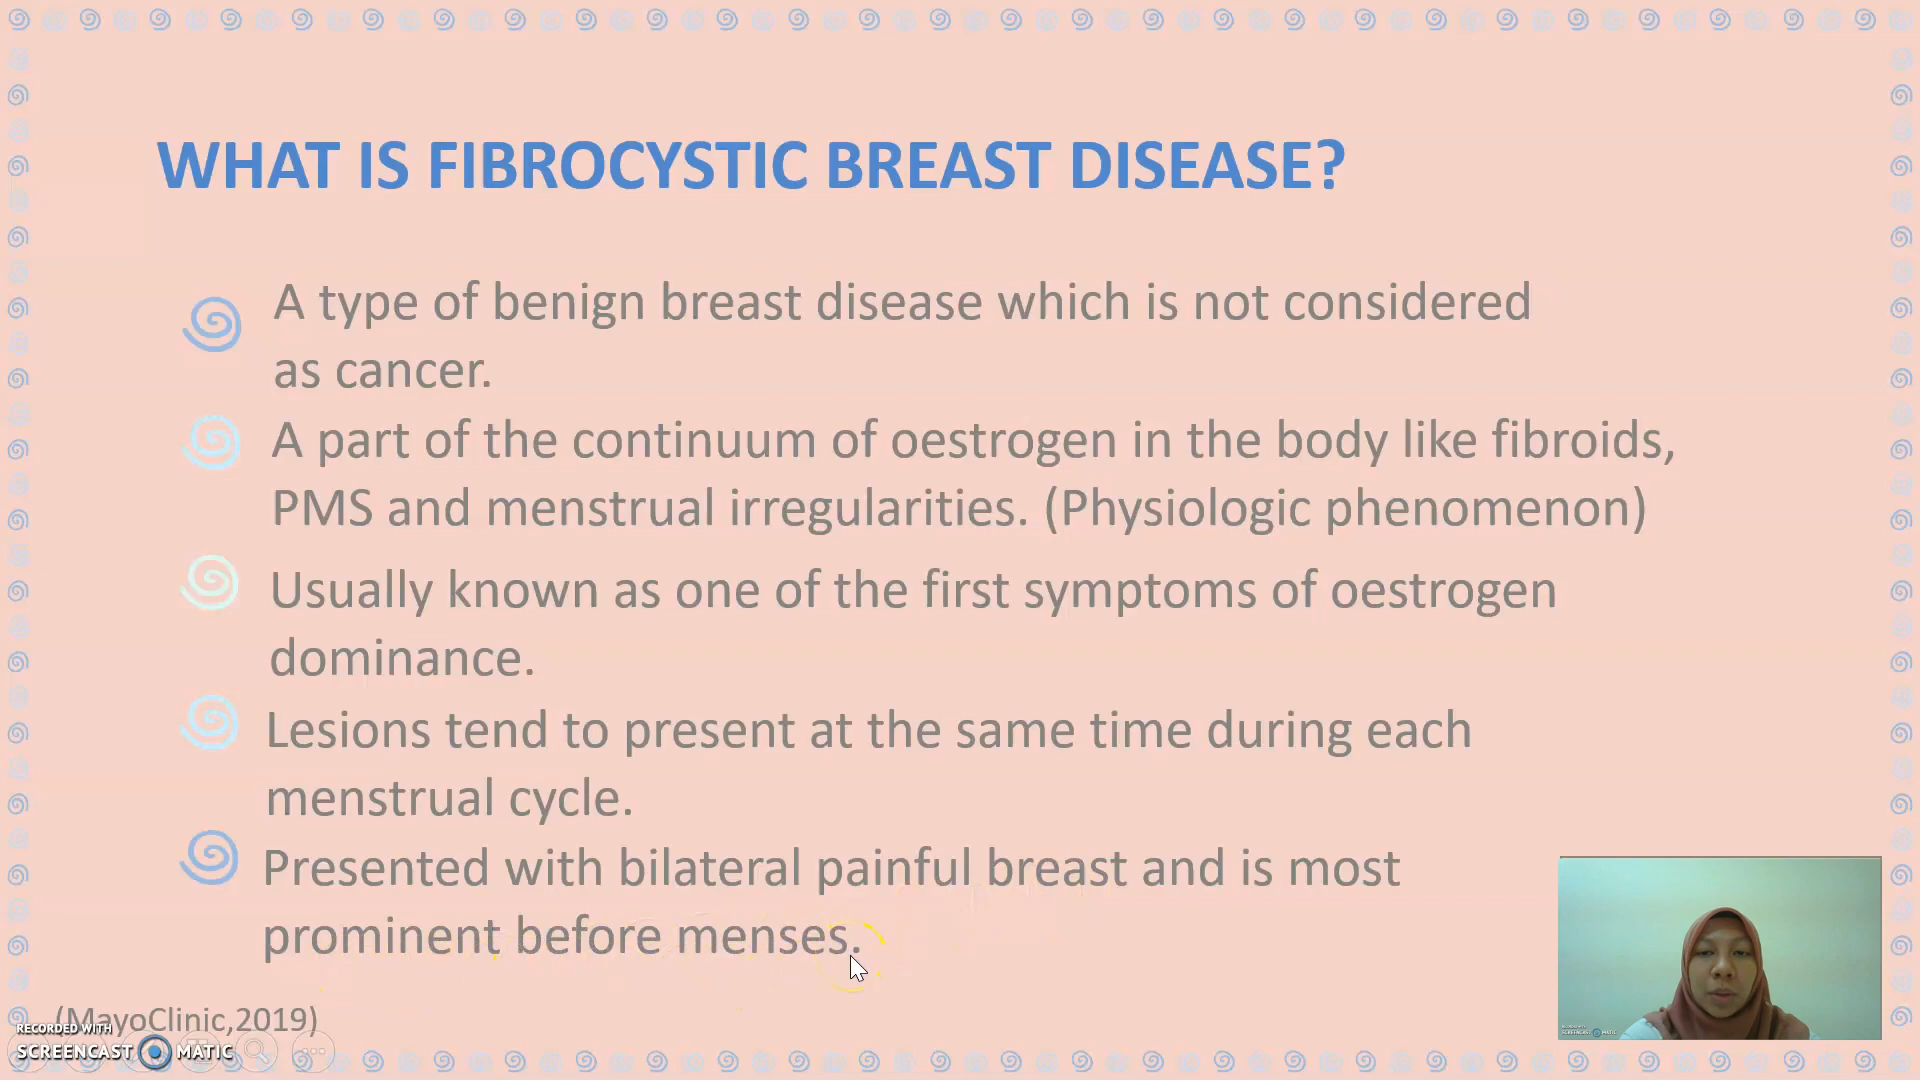 WHAT IS FIBROCYSTIC BREAST DISEASE?
A type of benign breast disease which is not considered
as cancer.
A part of the continuum of oestrogen in the body like fibroids,
PMS and menstrual irregularities. (Physiologic phenomenon)
Usually known as one of the first symptoms of oestrogen
dominance.
Lesions tend to present at the same time during each
menstrual cycle.
Presented with bilateral painful breast and is most
prominent before menses.
(MayoClinic,2019)
RECORDED WITH
SCREENCAST MATIC